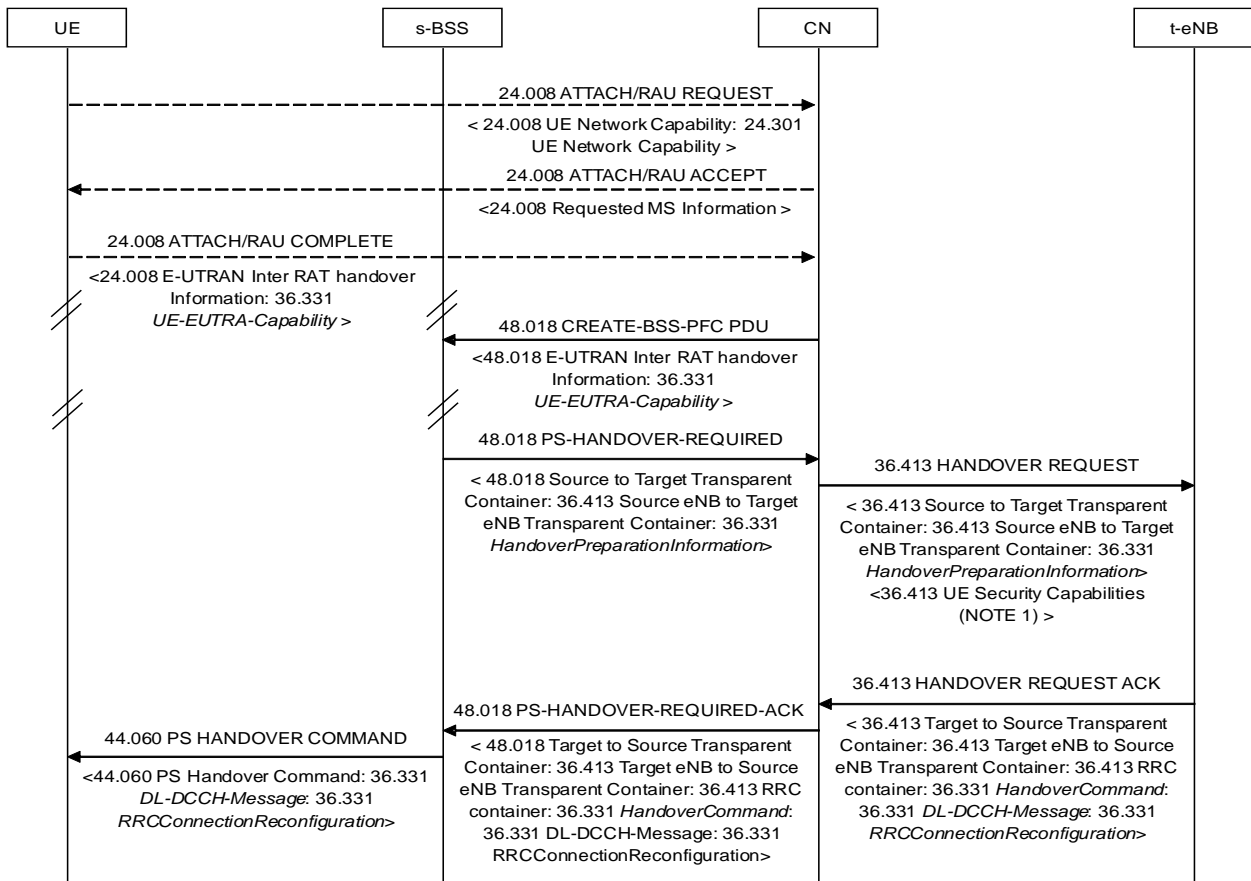 UE
s-BSS
CN
t-eNB
24.008 ATTACH/RAU REQUEST
< 24.008 UE Network Capability: 24.301
UE Network Capability >
24.008 ATTACH/RAU ACCEPT
<24.008 Requested MS Information >
24.008 ATTACH/RAU COMPLETE
<24.008 E-UTRAN Inter RAT handover
Information: 36.331
UE-EUTRA-Capability >
48.018 CREATE-BSS-PFC PDU
<48.018 E-UTRAN Inter RAT handover
Information: 36.331
UE-EUTRA-Capability >
48.018 PS-HANDOVER-REQUIRED
< 48.018 Source to Target Transparent
Container: 36.413 Source eNB to Target
eNB Transparent Container: 36.331
HandoverPreparationInformation>
36.413 HANDOVER REQUEST
< 36.413 Source to Target Transparent
Container: 36.413 Source eNB to Target
eNB Transparent Container: 36.331
HandoverPreparationInformation>
<36.413 UE Security Capabilities
(NOTE 1) >
36.413 HANDOVER REQUEST ACK
< 36.413 Target to Source Transparent
Container: 36.413 Target eNB to Source
eNB Transparent Container: 36.413 RRC
container: 36.331 HandoverCommand:
36.331 DL-DCCH-Message: 36.331
RRCConnectionReconfiguration>
48.018 PS-HANDOVER-REQUIRED-ACK
< 48.018 Target to Source Transparent
Container: 36.413 Target eNB to Source
eNB Transparent Container: 36.413 RRC
container: 36.331 HandoverCommand:
36.331 DL-DCCH-Message: 36.331
RRCConnectionReconfiguration>
44.060 PS HANDOVER COMMAND
<44.060 PS Handover Command: 36.331
DL-DCCH-Message: 36.331
RRCConnectionReconfiguration>